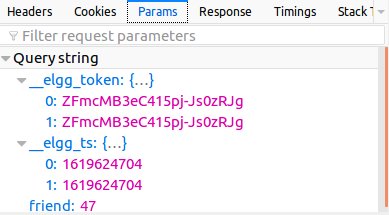 Headers Cookies Params Response Timings Stack T
Filter request parameters
Query string
__elgg_token: {…}
0: ZFmcMB3eC415pj-Js0zRJg
1: ZFmcMB3eC415pj-Js0zRJg
__elgg_ts: {…}
0: 1619624704
1: 1619624704
friend: 47